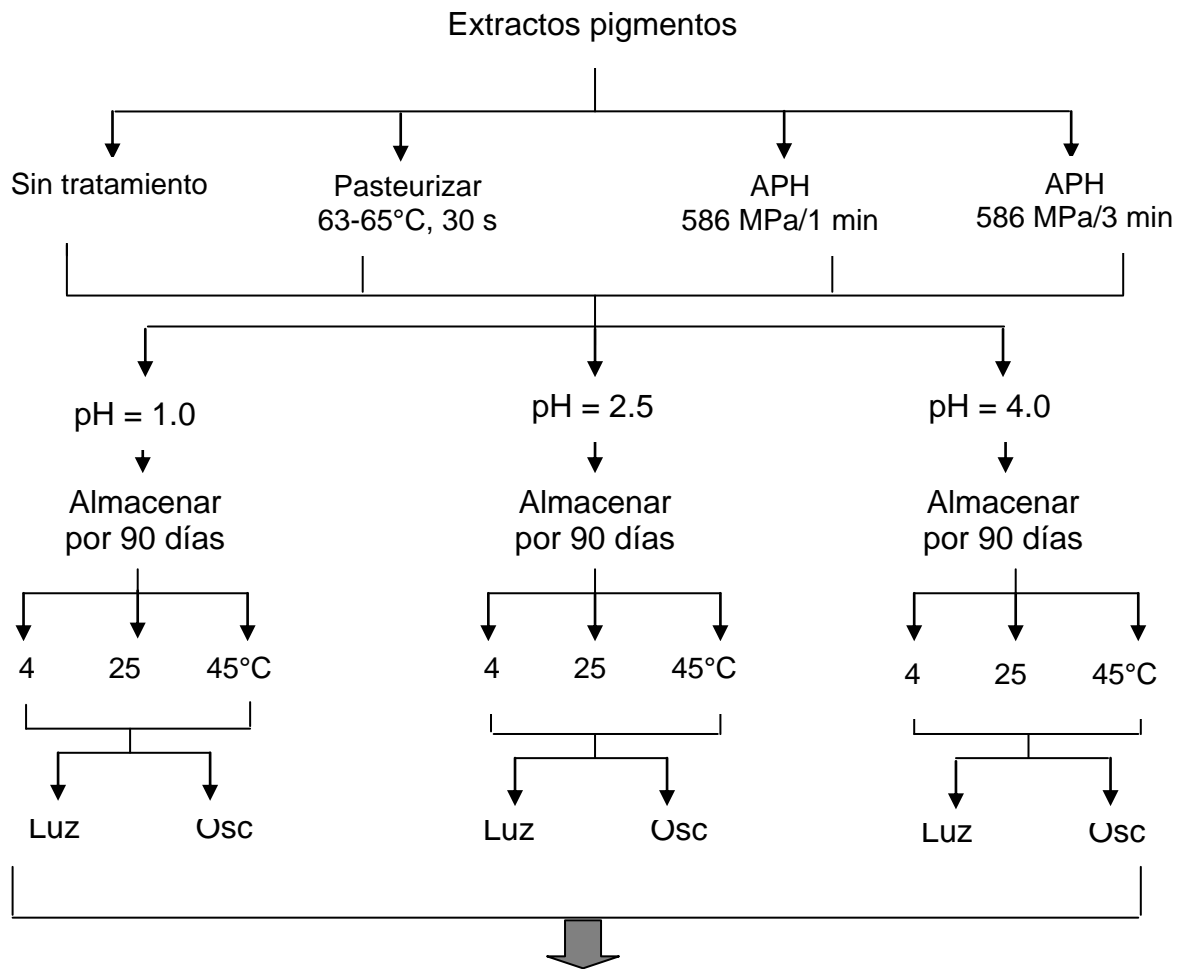 Extractos pigmentos
Sin tratamiento
Pasteurizar
63-65°C, 30 s
APH
586 MPa/1 min
APH
586 MPa/3 min
pH = 1.0
pH = 2.5
pH = 4.0
Almacenar
por 90 días
Almacenar
por 90 días
Almacenar
por 90 días
4 25 45°C
4 25 45°C
4 25 45°C
Luz Osc
Luz Osc
Luz Osc